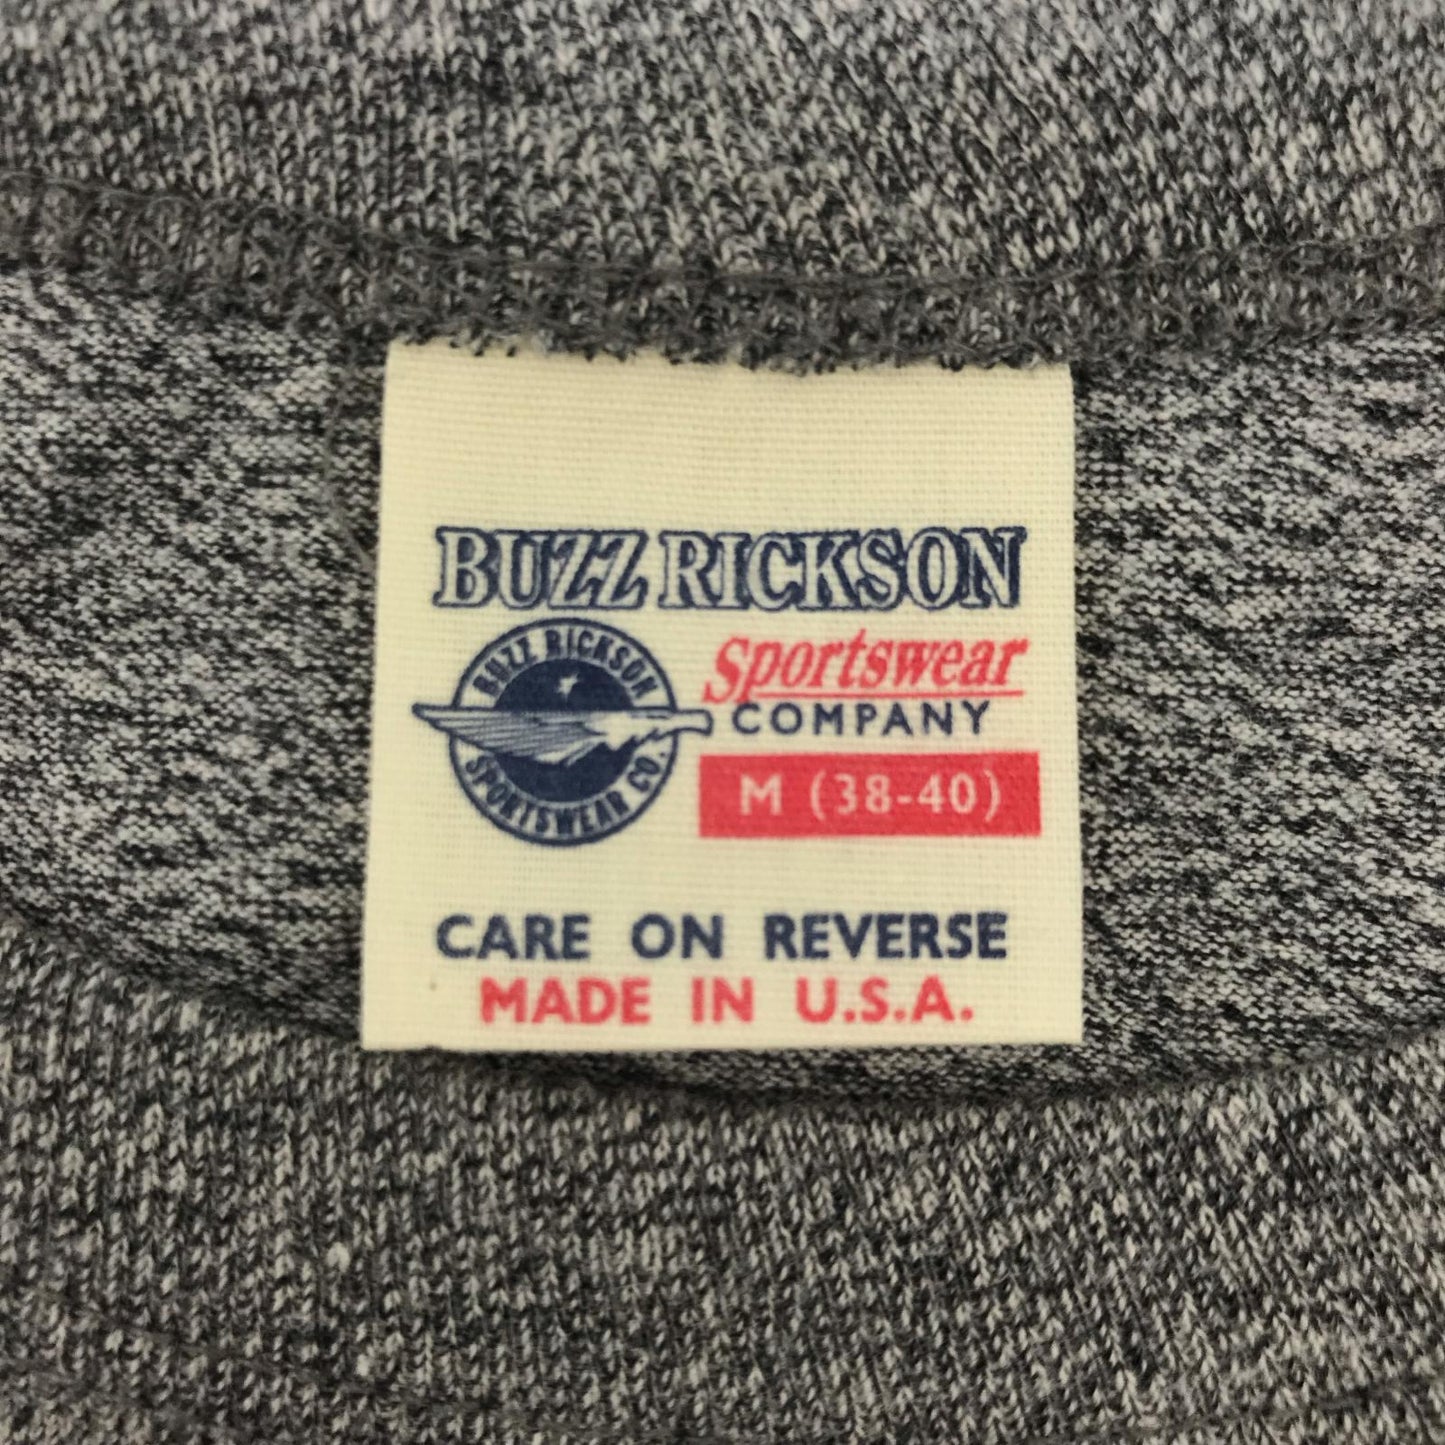 BUZZ RICKSON
BUZZ RICKSON
SPORTSWEAR CO.
Sportswear
COMPANY
M (38-40)
CARE ON REVERSE
MADE IN U.S.A.